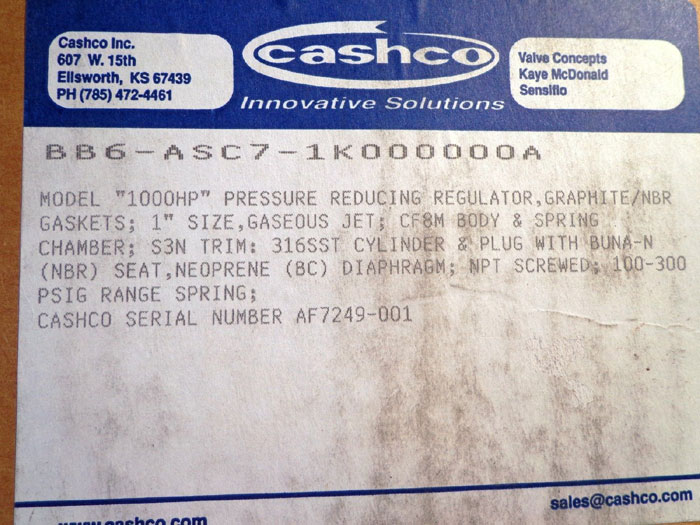 Cashco Inc.
607 W. 15th
Ellsworth, KS 67439
PH (785) 472-4461
cashco
Innovative Solutions
Valve Concepts
Kaye McDonald
Sensiflo
BB6-ASC7-1K000000A
MODEL "1000HP" PRESSURE REDUCING REGULATOR,GRAPHITE/NBR
GASKETS; 1" SIZE,GASEOUS JET; CF8M BODY & SPRING
CHAMBER; S3N TRIM: 316SST CYLINDER & PLUG WITH BUNA-N
(NBR) SEAT,NEOPRENE (BC) DIAPHRAGM; NPT SCREWED; 100-300
PSIG RANGE SPRING;
CASHCO SERIAL NUMBER AF7249-001
sales@cashco.com
www.cashco.com